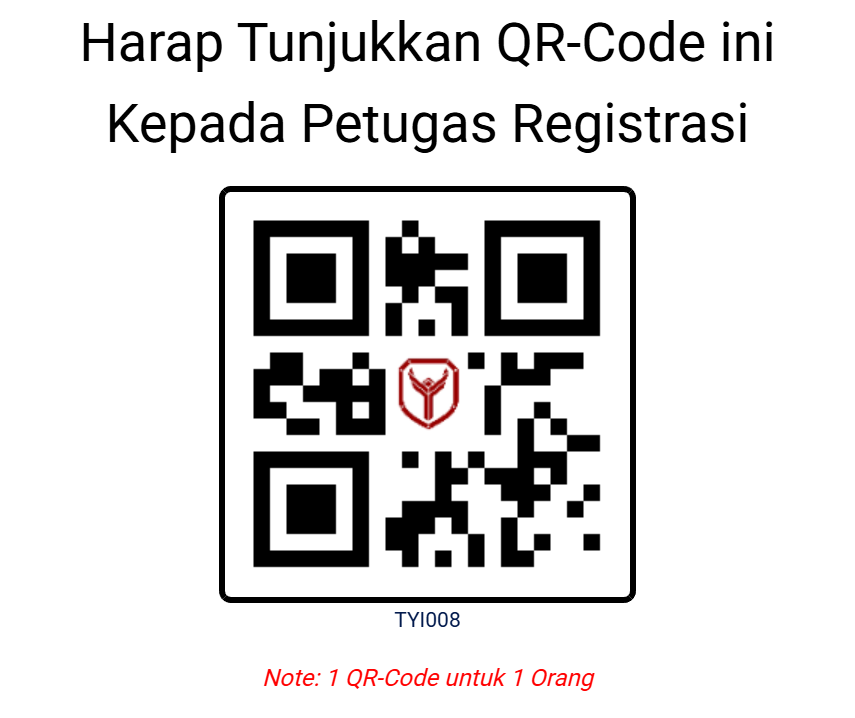 Harap Tunjukkan QR-Code ini
Kepada Petugas Registrasi
TYI008
Note: 1 QR-Code untuk 1 Orang